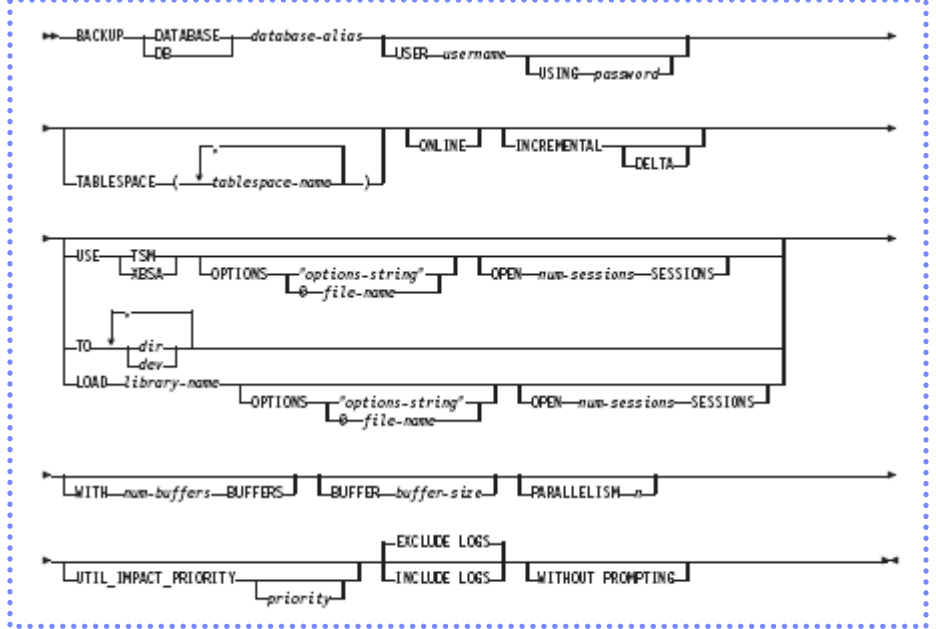 BACKUP DATABASE database-alias
DB USER username
USING password
ONLINE INCREMENTAL
,
DELTA
TABLESPACE ( tablespace-name )
USE TSM
XBSA OPTIONS "options-string" OPEN num-sessions SESSIONS
@ file-name
,
TO dir
dev
LOAD library-name
OPTIONS "options-string" OPEN num-sessions SESSIONS
@ file-name
WITH num-buffers BUFFERS BUFFER buffer-size PARALLELISM n
EXCLUDE LOGS
UTIL_IMPACT_PRIORITY INCLUDE LOGS WITHOUT PROMPTING
priority